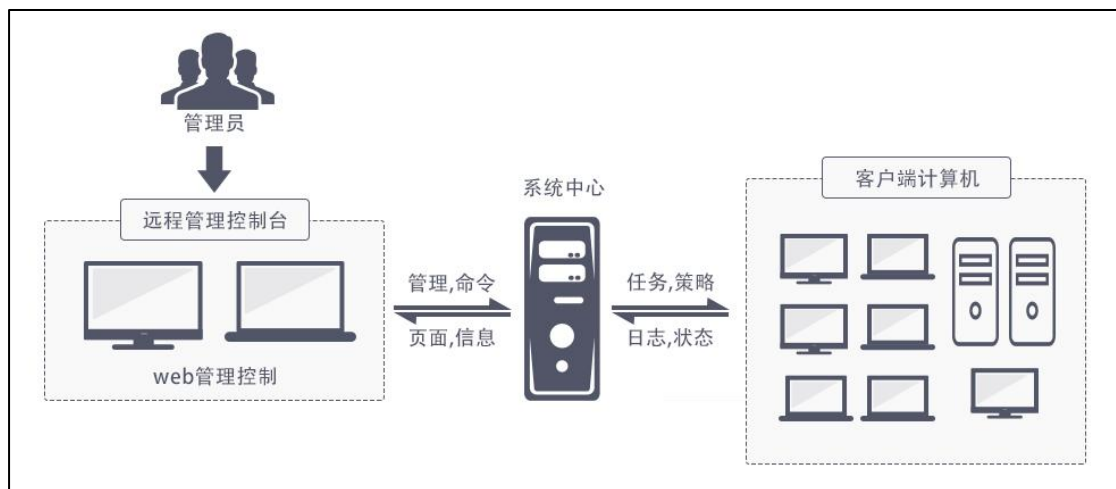 管理员
远程管理控制台
web管理控制
管理,命令
页面,信息
系统中心
任务,策略
日志,状态
客户端计算机